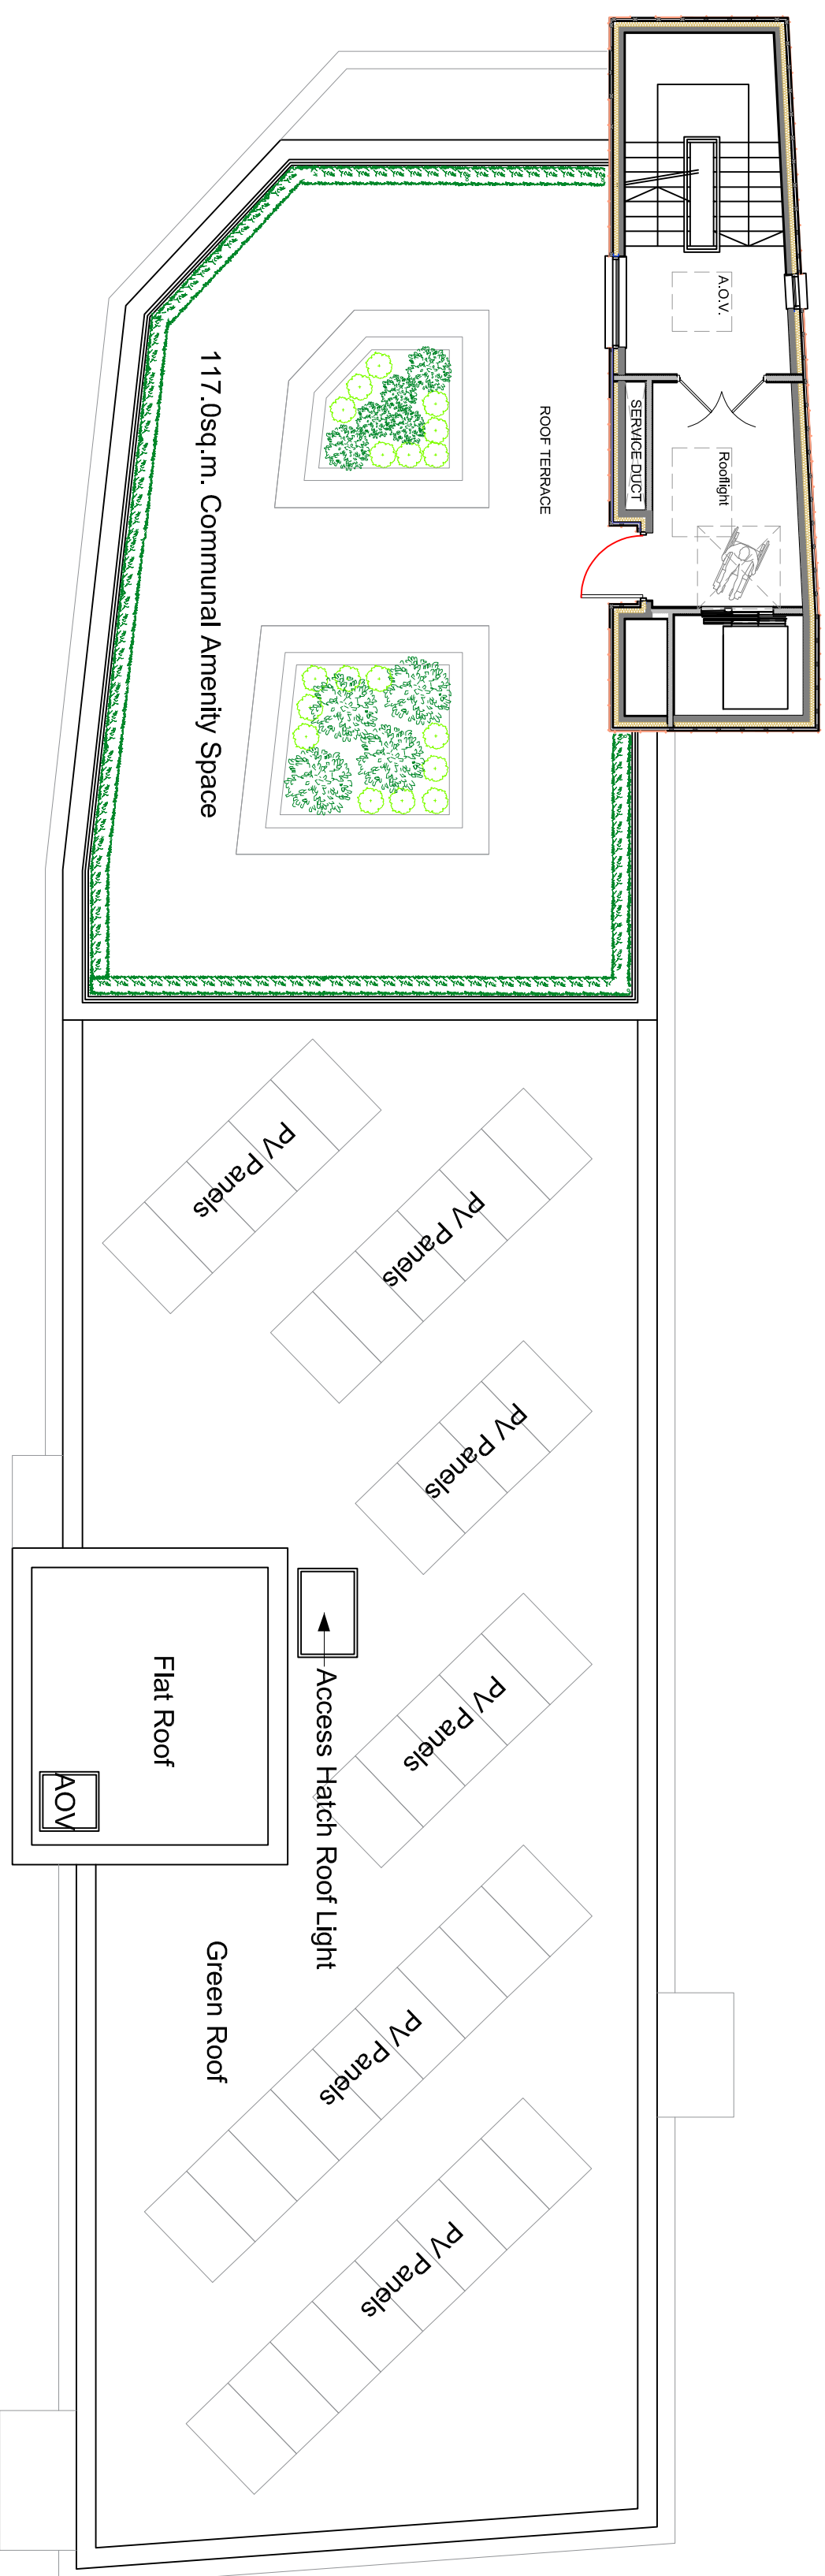 A.O.V.
SERVICE DUCT
Rooflight
ROOF TERRACE
117.0sq.m. Communal Amenity Space
PV Panels
PV Panels
PV Panels
PV Panels
PV Panels
PV Panels
Access Hatch Roof Light
Flat Roof
AOV
Green Roof